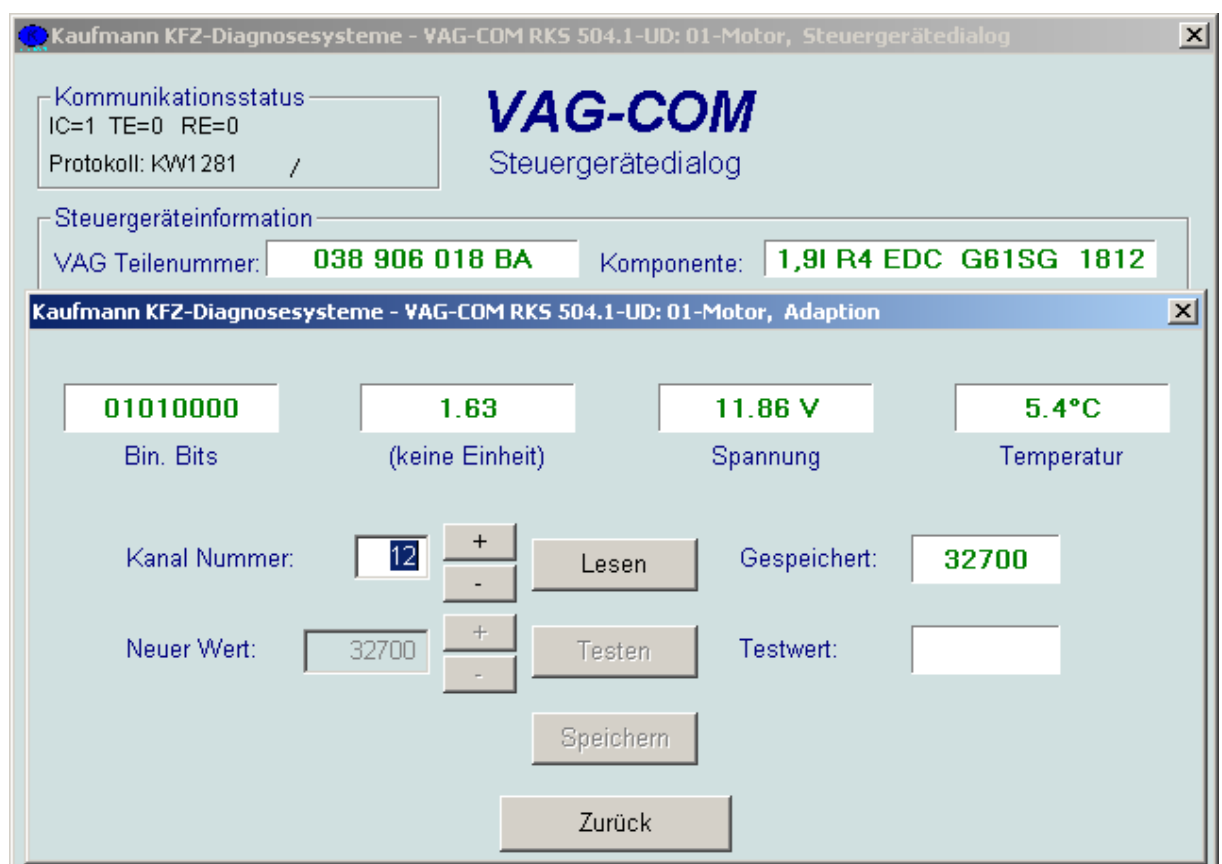 Kaufmann KFZ-Diagnosesysteme - VAG-COM RKS 504.1-UD: 01-Motor, Steuergerätedialog
Kommunikationsstatus
IC=1 TE=0 RE=0
Protokoll: KW1281 /
VAG-COM
Steuergerätedialog
Steuergeräteinformation
VAG Teilenummer: 038 906 018 BA Komponente: 1,9l R4 EDC G61SG 1812
Kaufmann KFZ-Diagnosesysteme - VAG-COM RKS 504.1-UD: 01-Motor, Adaption
01010000 1.63 11.86 V 5.4°C
Bin. Bits (keine Einheit) Spannung Temperatur
Kanal Nummer: 12 + - Lesen Gespeichert: 32700
Neuer Wert: 32700 + - Testen Testwert:
Speichern
Zurück